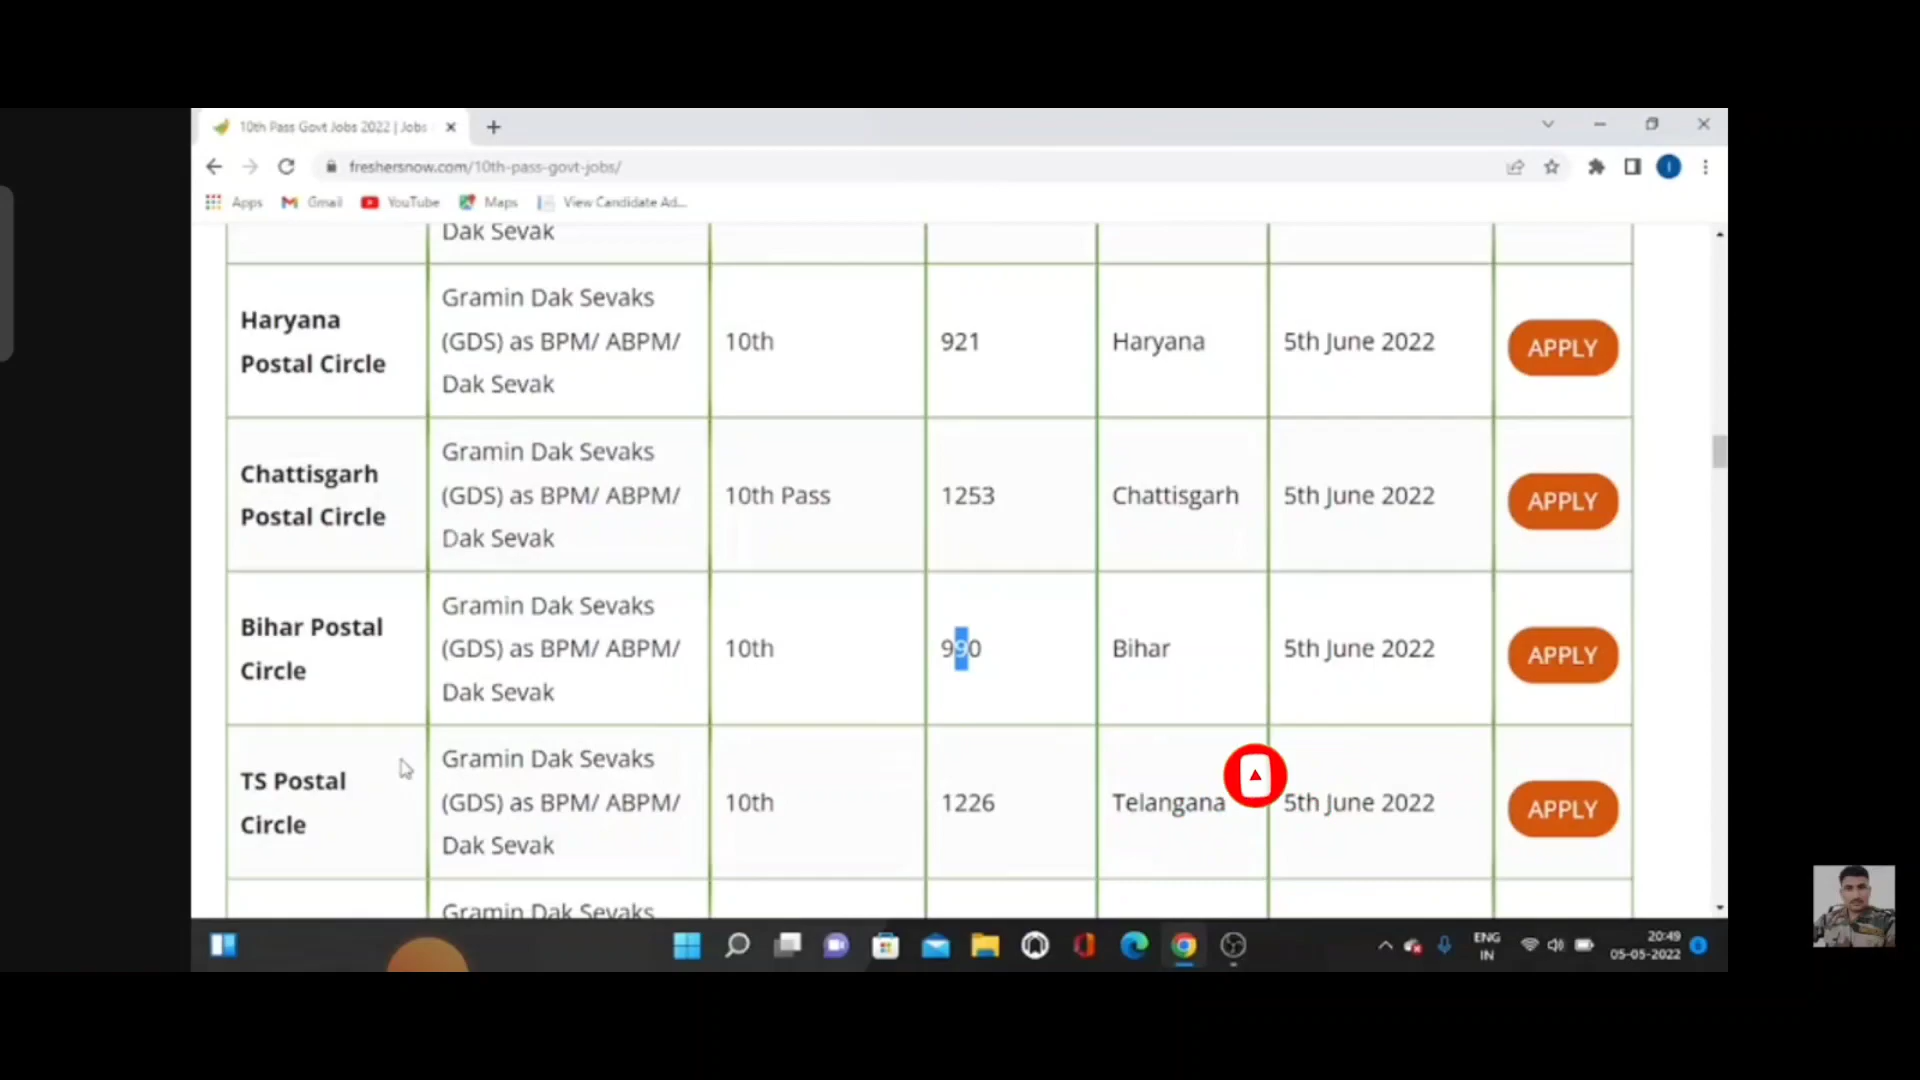 10th Pass Govt Jobs 2022 | Jobs
freshersnow.com/10th-pass-govt-jobs/
Apps Gmail YouTube Maps View Candidate Ad...
Dak Sevak
Haryana
Postal Circle
Gramin Dak Sevaks
(GDS) as BPM/ ABPM/
Dak Sevak
10th
921
Haryana
5th June 2022
APPLY
Chattisgarh
Postal Circle
Gramin Dak Sevaks
(GDS) as BPM/ ABPM/
Dak Sevak
10th Pass
1253
Chattisgarh
5th June 2022
APPLY
Bihar Postal
Circle
Gramin Dak Sevaks
(GDS) as BPM/ ABPM/
Dak Sevak
10th
990
Bihar
5th June 2022
APPLY
TS Postal
Circle
Gramin Dak Sevaks
(GDS) as BPM/ ABPM/
Dak Sevak
10th
1226
Telangana
5th June 2022
APPLY
Gramin Dak Sevaks
ENG
IN
20:49
05-05-2022